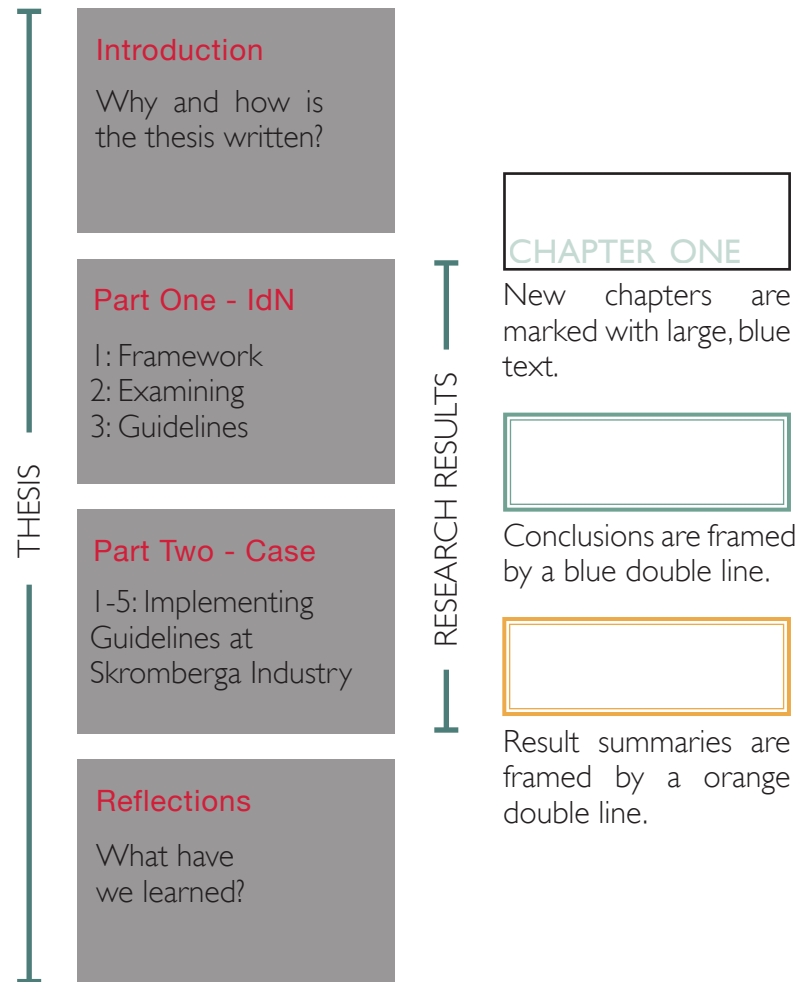 THESIS
Introduction
Why and how is
the thesis written?
Part One - IdN
1: Framework
2: Examining
3: Guidelines
Part Two - Case
1-5: Implementing
Guidelines at
Skromberga Industry
Reflections
What have
we learned?
RESEARCH RESULTS
CHAPTER ONE
New chapters are
marked with large, blue
text.
Conclusions are framed
by a blue double line.
Result summaries are
framed by a orange
double line.